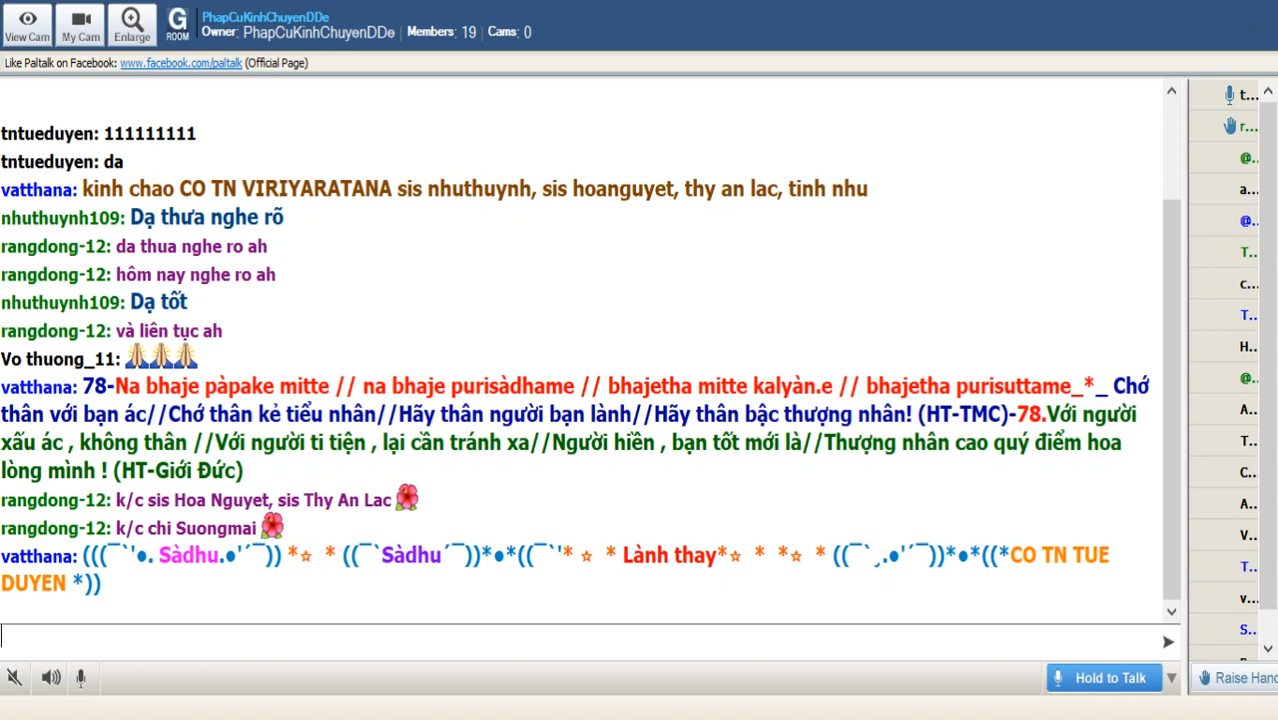 View Cam
My Cam
Enlarge
G
ROOM
PhapCuKinhChuyenDDe
Owner: PhapCuKinhChuyenDDe Members: 19 Cams: 0
Like Paltalk on Facebook: www.facebook.com/paltalk (Official Page)
tntueduyen: 111111111
tntueduyen: da
vatthana: kinh chao CO TN VIRIYARATANA sis nhuthuynh, sis hoanguyet, thy an lac, tinh nhu
nhuthuynh109: Dạ thưa nghe rõ
rangdong-12: da thua nghe ro ah
rangdong-12: hôm nay nghe ro ah
nhuthuynh109: Dạ tốt
rangdong-12: và liên tục ah
Vo thuong_11: 🙏🙏🙏
vatthana: 78-Na bhaje pàpake mitte // na bhaje purisàdhame // bhajetha mitte kalyàn.e // bhajetha purisuttame_*_ Chớ
thân với bạn ác//Chớ thân kẻ tiểu nhân//Hãy thân người bạn lành//Hãy thân bậc thượng nhân! (HT-TMC)-78.Với người
xấu ác , không thân //Với người ti tiện , lại cần tránh xa//Người hiền , bạn tốt mới là//Thượng nhân cao quý điểm hoa
lòng mình ! (HT-Giới Đức)
rangdong-12: k/c sis Hoa Nguyet, sis Thy An Lac 🌺
rangdong-12: k/c chi Suongmai 🌺
vatthana: (((¯`'●. Sàdhu.●'´¯)) *☆ * ((¯`Sàdhu´¯))*●*((¯`'* ☆ * Lành thay*☆ * *☆ * ((¯`¸.●'´¯))*●*((*CO TN TUE
DUYEN *))
Hold to Talk
Raise Hand
t...
r...
@..
a...
@..
T..
c...
T..
H..
@..
A..
T..
C..
A..
V..
T..
v...
S..